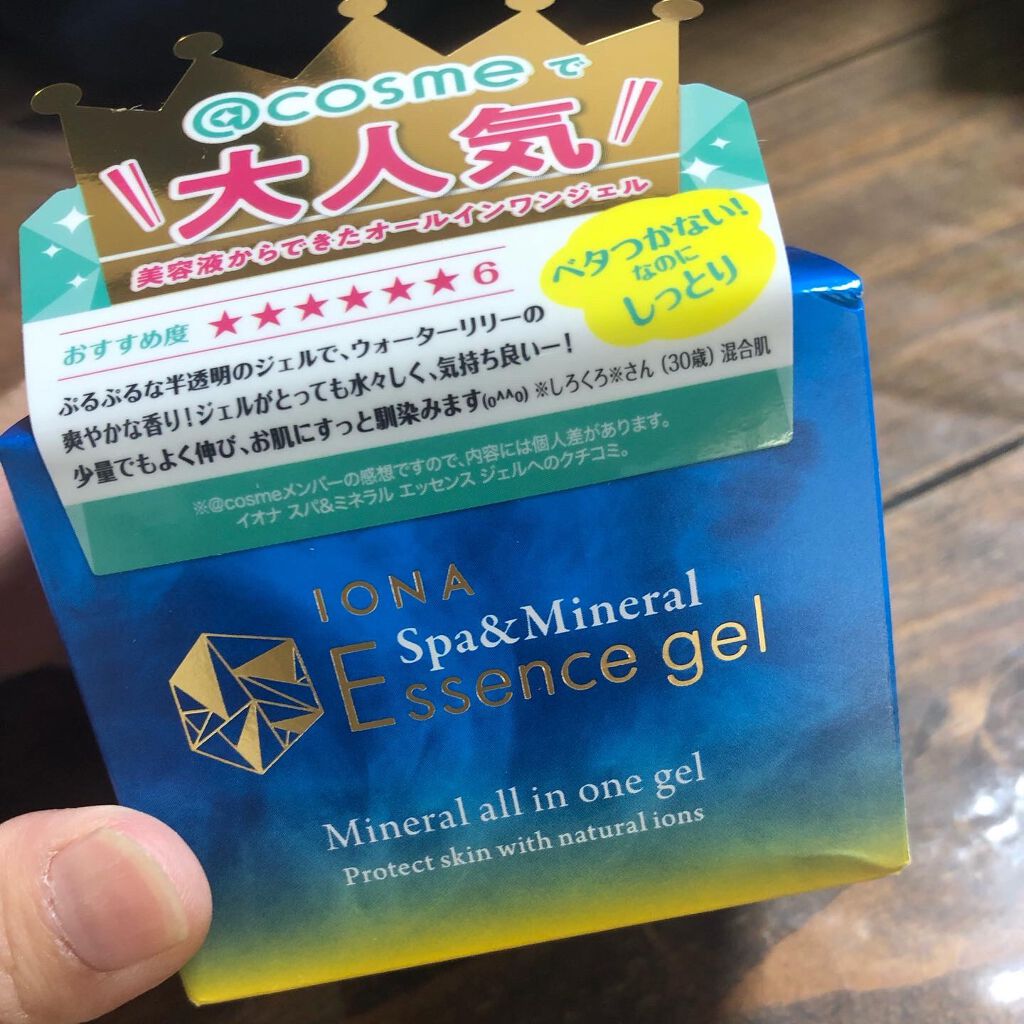 @cosmeで
大人気
美容液からできたオールインワンジェル
ベタつかない!
なのに
しっとり
おすすめ度 ★★★★★★ 6
ぷるぷるな半透明のジェルで、ウォーターリリーの
爽やかな香り!ジェルがとっても水々しく、気持ち良いー!
少量でもよく伸び、お肌にすっと馴染みます(o^^o) ※しろくろ※さん (30歳) 混合肌
※@cosmeメンバーの感想ですので、内容には個人差があります。
イオナ スパ&ミネラル エッセンス ジェルへのクチコミ。
IONA
Spa&Mineral
Essence gel
Mineral all in one gel
Protect skin with natural ions